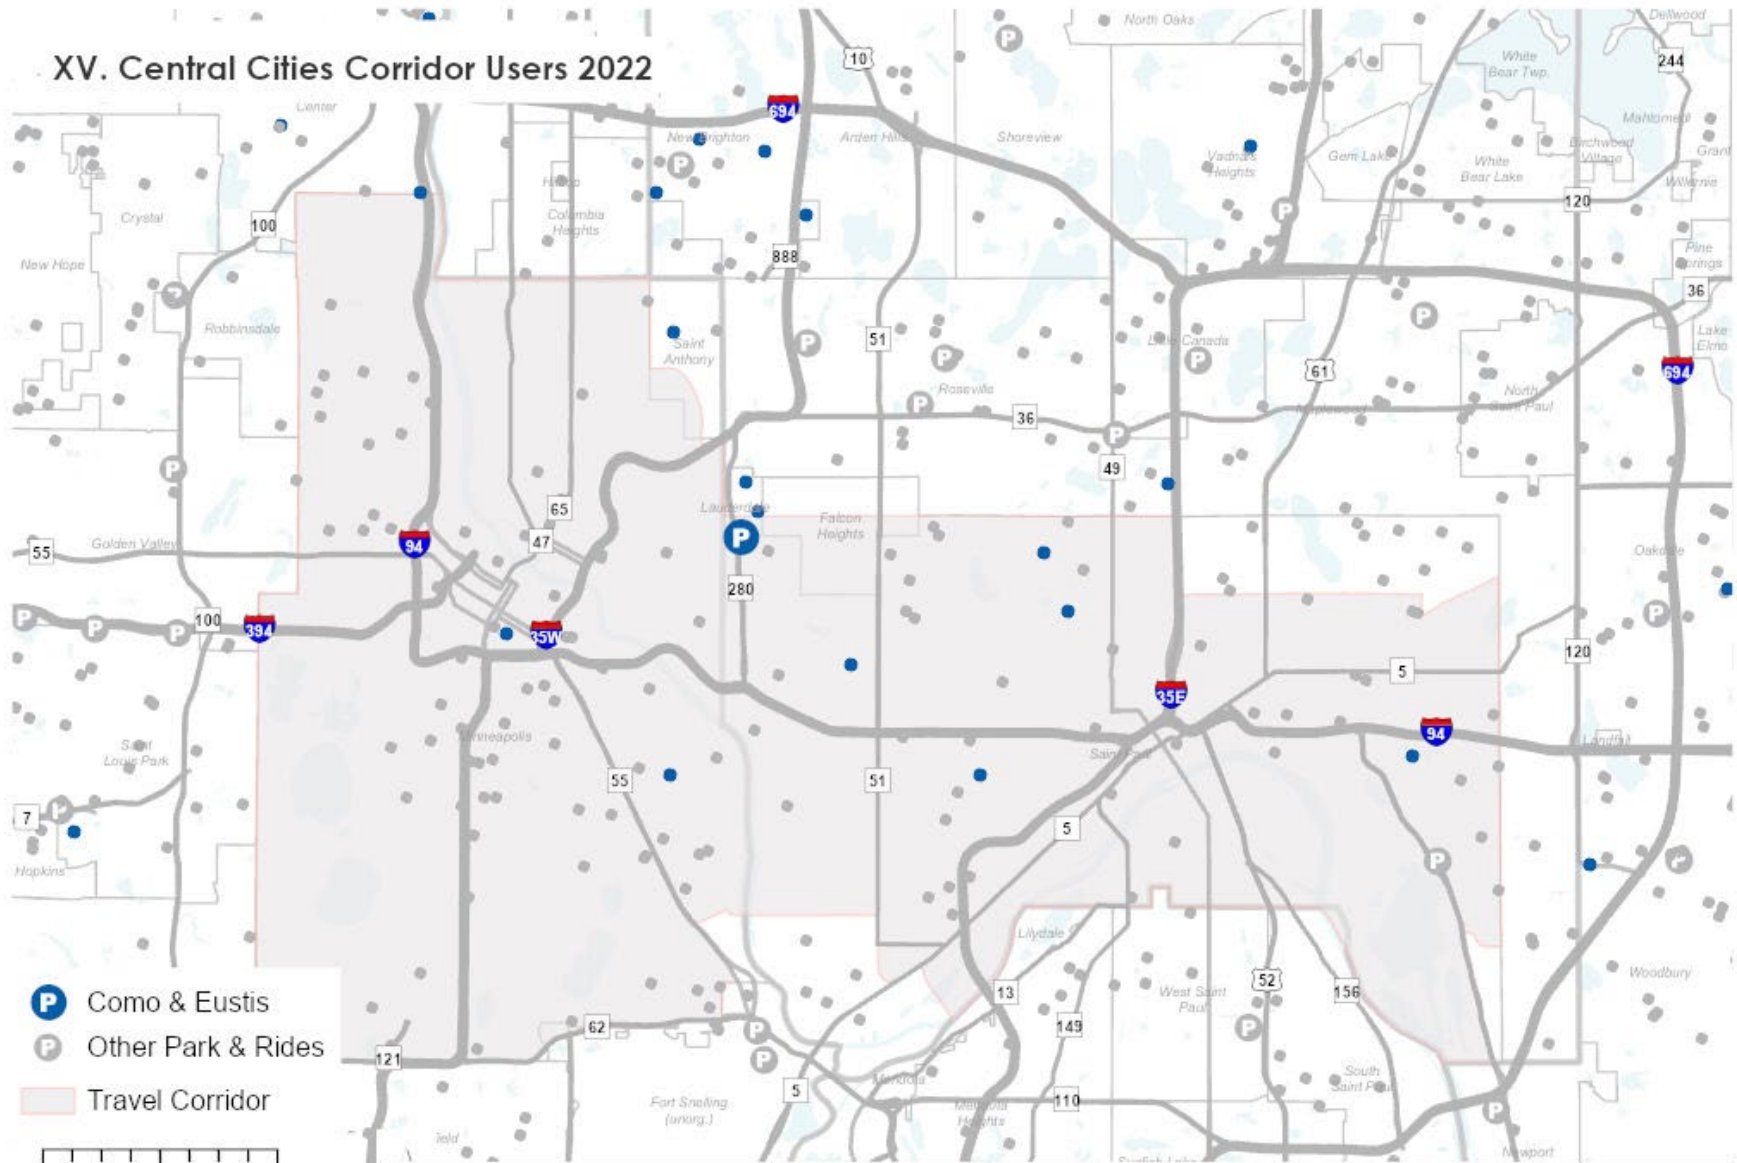 XV. Central Cities Corridor Users 2022
North Oaks
Dellwood
10
White
Bear Twp.
244
Center
694
New Brighton
Arden Hills
Shoreview
Mahtomedi
Vadnais
Heights
Gem Lake
White
Bear Lake
Birchwood
Village
Grant
Willernie
Hilltop
Crystal
100
Columbia
Heights
120
New Hope
888
Pine
Springs
36
Robbinsdale
Saint
Anthony
51
Little Canada
Lake
Elmo
61
694
Roseville
36
Maplewood
North
Saint Paul
49
65
Lauderdale
Falcon
Heights
55
Golden Valley
94
47
P
Oakdale
280
100
394
35W
120
5
35E
Saint
Louis Park
Minneapolis
Saint Paul
94
Landfall
55
51
7
5
Hopkins
Lilydale
Woodbury
13
West Saint
Paul
52
156
P Como & Eustis
P Other Park & Rides
Travel Corridor
62
149
121
5
Mendota
South
Saint Paul
Fort Snelling
(unorg.)
Mendota
Heights
110
ield
Newport